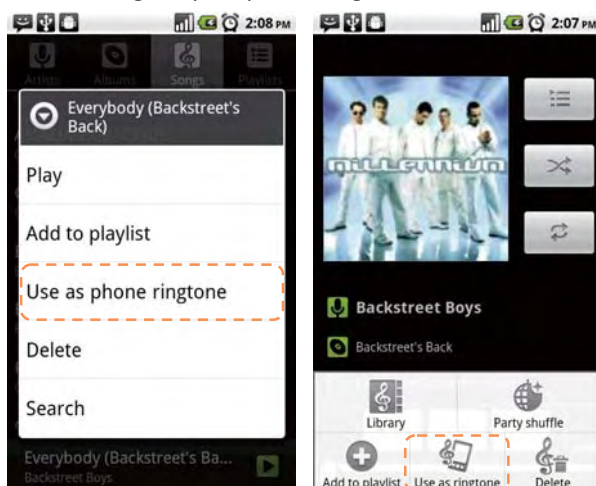 2:08 PM
Artists Albums Songs Playlists
Everybody (Backstreet's
Back)
Play
Add to playlist
Use as phone ringtone
Delete
Search
Everybody (Backstreet's Ba...
Backstreet Boys
2:07 PM
millennium
Backstreet Boys
Backstreet's Back
Library Party shuffle
Add to playlist Use as ringtone Delete